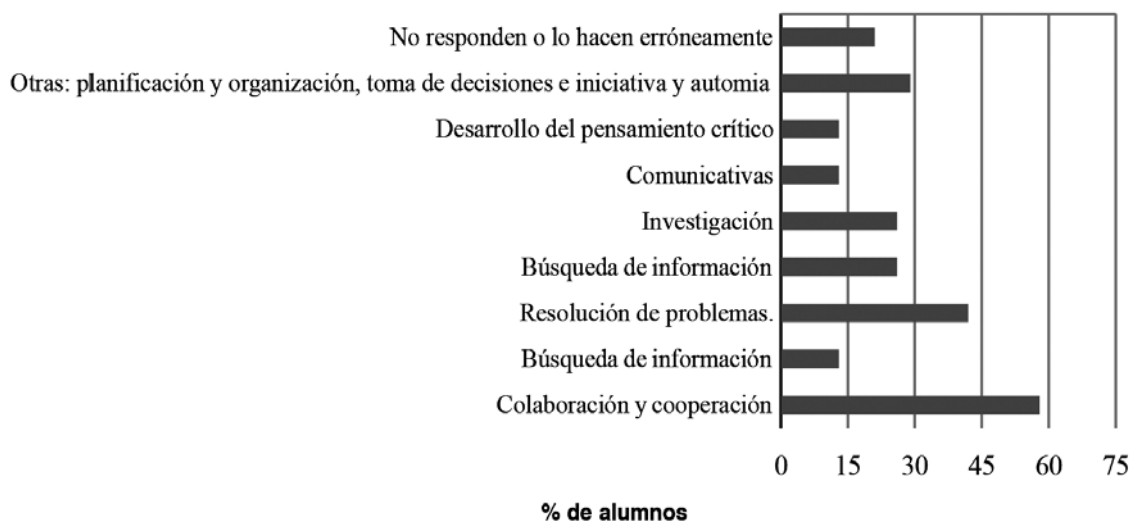 No responden o lo hacen erróneamente
Otras: planificación y organización, toma de decisiones e iniciativa y automia
Desarrollo del pensamiento crítico
Comunicativas
Investigación
Búsqueda de información
Resolución de problemas.
Búsqueda de información
Colaboración y cooperación
0 15 30 45 60 75
% de alumnos